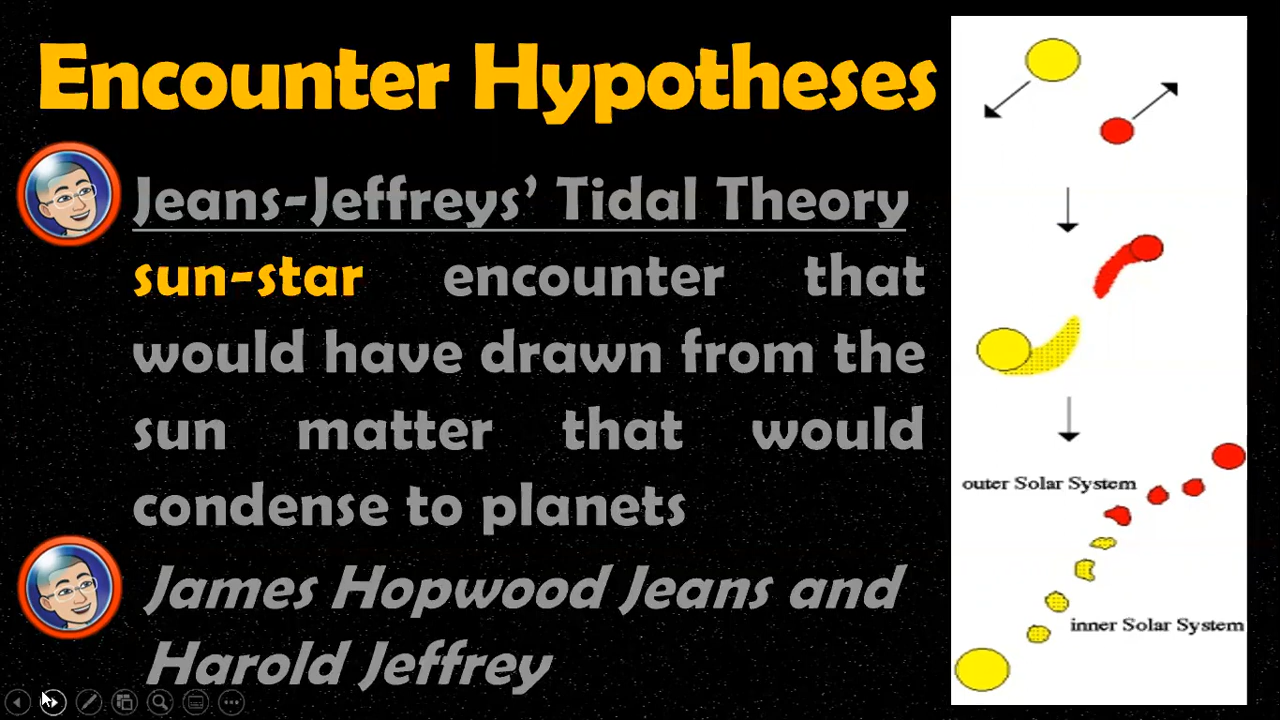 Encounter Hypotheses
Jeans-Jeffreys’ Tidal Theory
sun-star encounter that
would have drawn from the
sun matter that would
condense to planets
James Hopwood Jeans and
Harold Jeffrey
outer Solar System
inner Solar System